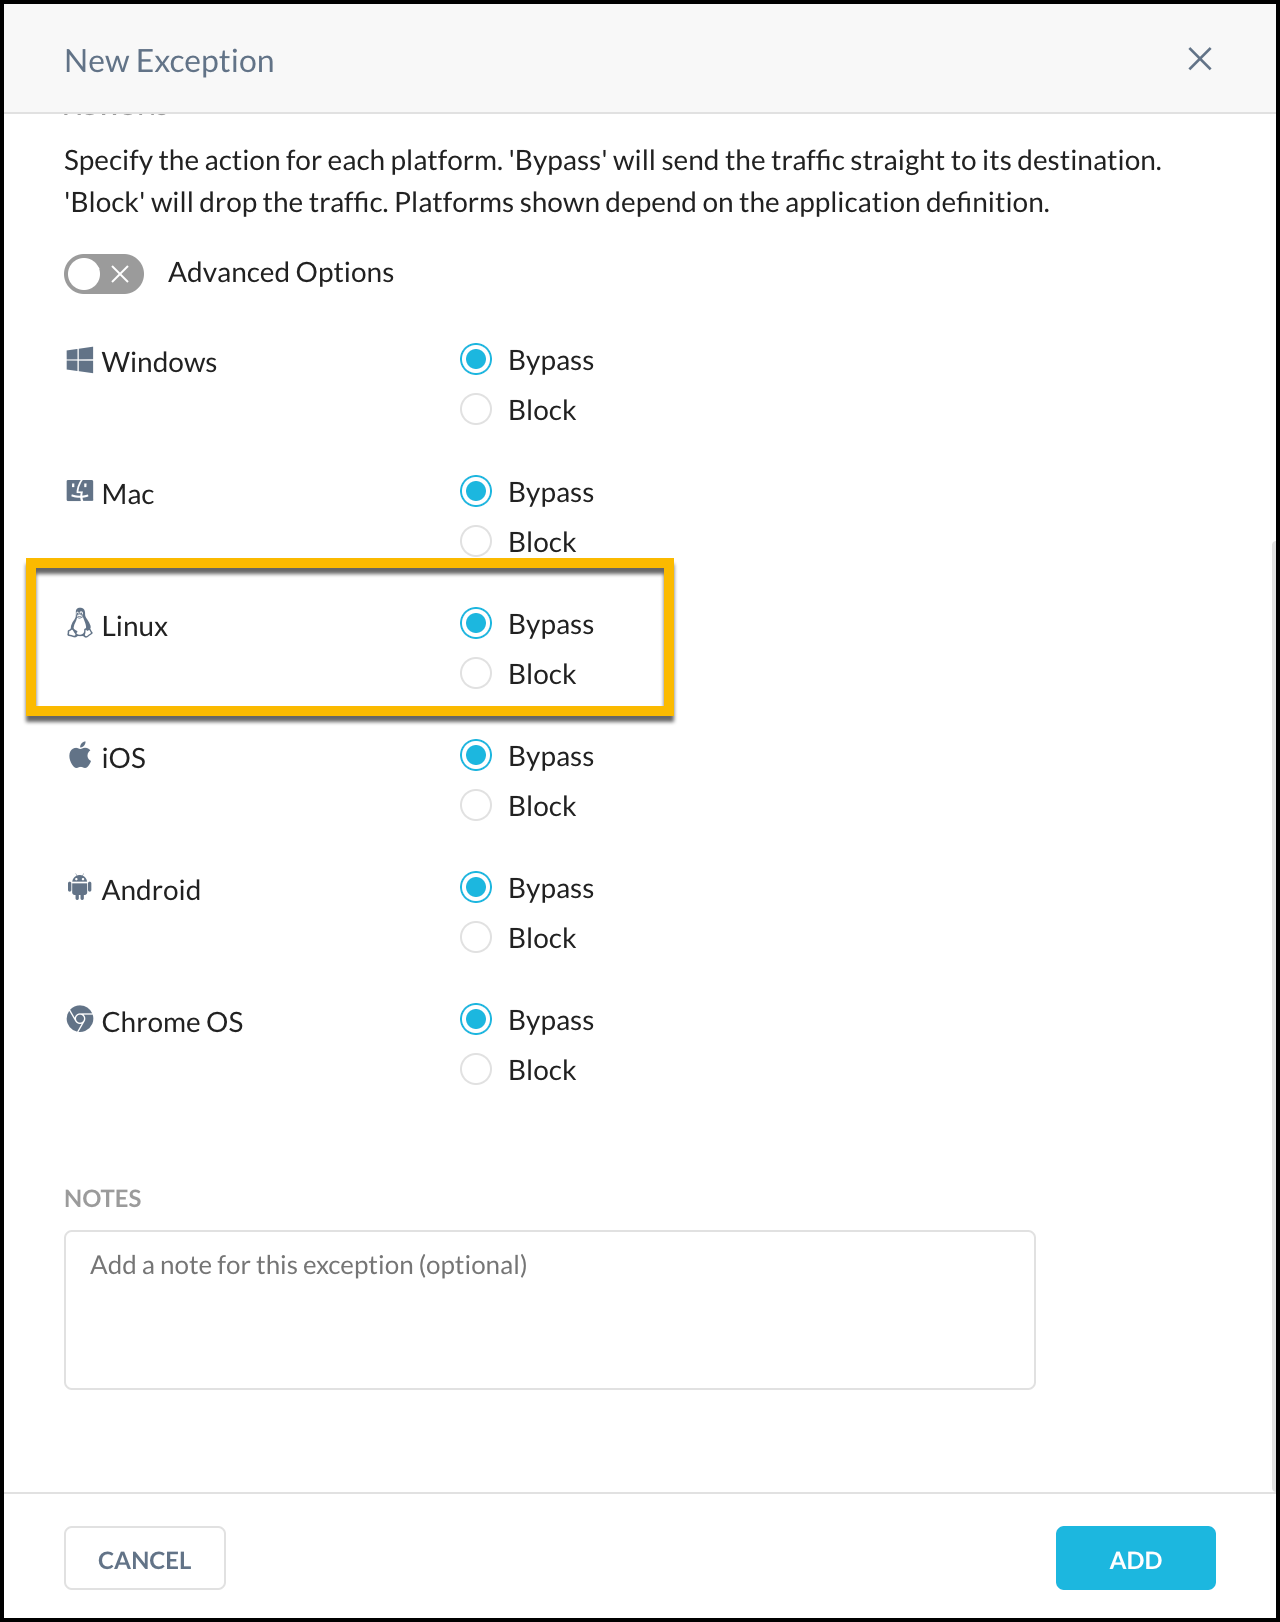 New Exception
Specify the action for each platform. 'Bypass' will send the traffic straight to its destination.
'Block' will drop the traffic. Platforms shown depend on the application definition.
Advanced Options
Windows
Bypass
Block
Mac
Bypass
Block
Linux
Bypass
Block
iOS
Bypass
Block
Android
Bypass
Block
Chrome OS
Bypass
Block
NOTES
Add a note for this exception (optional)
CANCEL
ADD